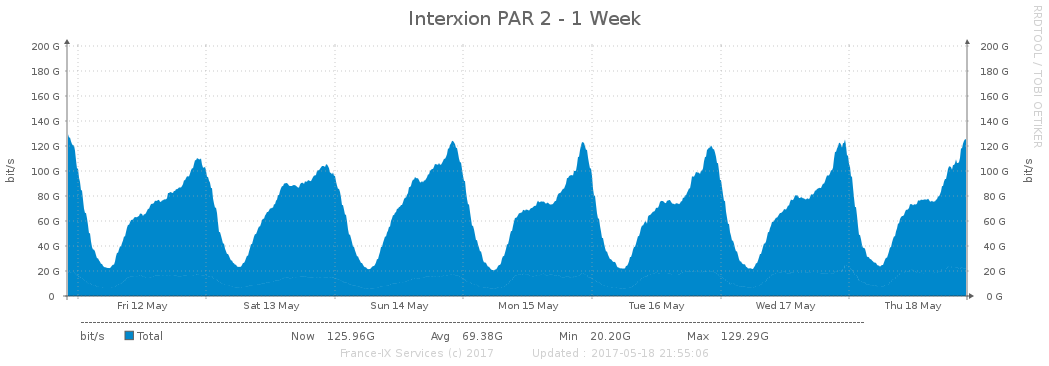 Interxion PAR 2 - 1 Week
RRDTOOL / TOBI OETIKER
200 G 200 G
180 G 180 G
160 G 160 G
140 G 140 G
120 G 120 G
100 G 100 G
80 G 80 G
60 G 60 G
40 G 40 G
20 G 20 G
0 0 G
bit/s
bit/s
Fri 12 May Sat 13 May Sun 14 May Mon 15 May Tue 16 May Wed 17 May Thu 18 May
bit/s Total Now 125.96G Avg 69.38G Min 20.20G Max 129.29G
France-IX Services (c) 2017 Updated : 2017-05-18 21:55:06